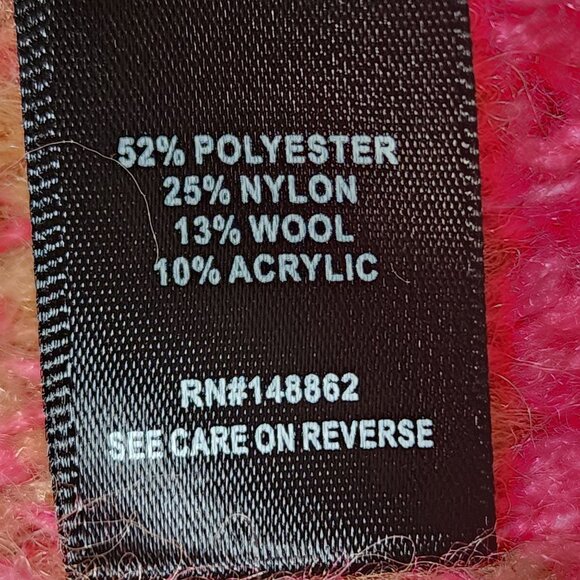 52% POLYESTER
25% NYLON
13% WOOL
10% ACRYLIC
RN#148862
SEE CARE ON REVERSE